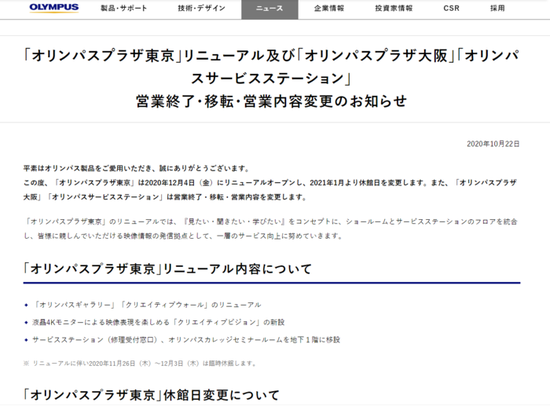 OLYMPUS 製品・サポート 技術・デザイン ニュース 企業情報 投資家情報 CSR 採用
「オリンパスプラザ東京」リニューアル及び「オリンパスプラザ大阪」「オリンパ
スサービスステーション」
営業終了・移転・営業内容変更のお知らせ
2020年10月22日
平素はオリンパス製品をご愛用いただき、誠にありがとうございます。
この度、「オリンパスプラザ東京」は2020年12月4日（金）にリニューアルオープンし、2021年1月より休館日を変更します。また、「オリンパスプラザ
大阪」「オリンパスサービスステーション」は営業終了・移転・営業内容を変更します。
「オリンパスプラザ東京」のリニューアルでは、『見たい・聞きたい・学びたい』をコンセプトに、ショールームとサービスステーションのフロアを統合
し、皆様に親しんでいただける映像情報の発信拠点として、一層のサービス向上に努めていきます。
「オリンパスプラザ東京」リニューアル内容について
• 「オリンパスギャラリー」「クリエイティブウォール」のリニューアル
• 液晶4Kモニターによる映像表現を楽しめる「クリエイティブビジョン」の新設
• サービスステーション（修理受付窓口）、オリンパスカレッジセミナールームを地下１階に移設
※ リニューアルに伴い2020年11月26日（木）～12月3日（木）は臨時休館します。
「オリンパスプラザ東京」休館日変更について